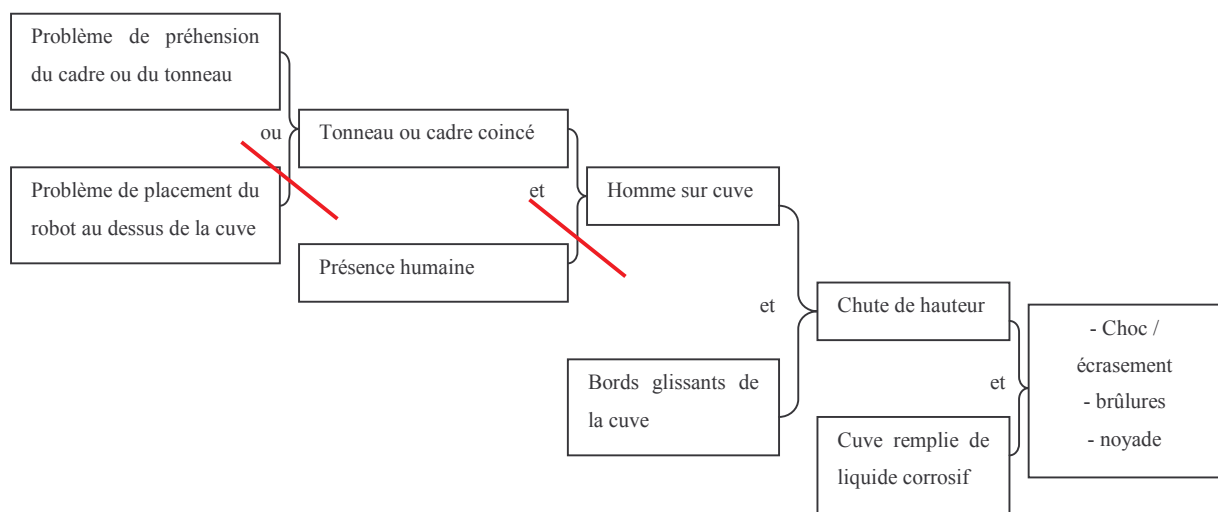 Problème de préhension
du cadre ou du tonneau
ou
Tonneau ou cadre coincé
Problème de placement du
robot au dessus de la cuve
et
Homme sur cuve
Présence humaine
et
Chute de hauteur
- Choc /
écrasement
- brûlures
- noyade
Bords glissants de
la cuve
et
Cuve remplie de
liquide corrosif